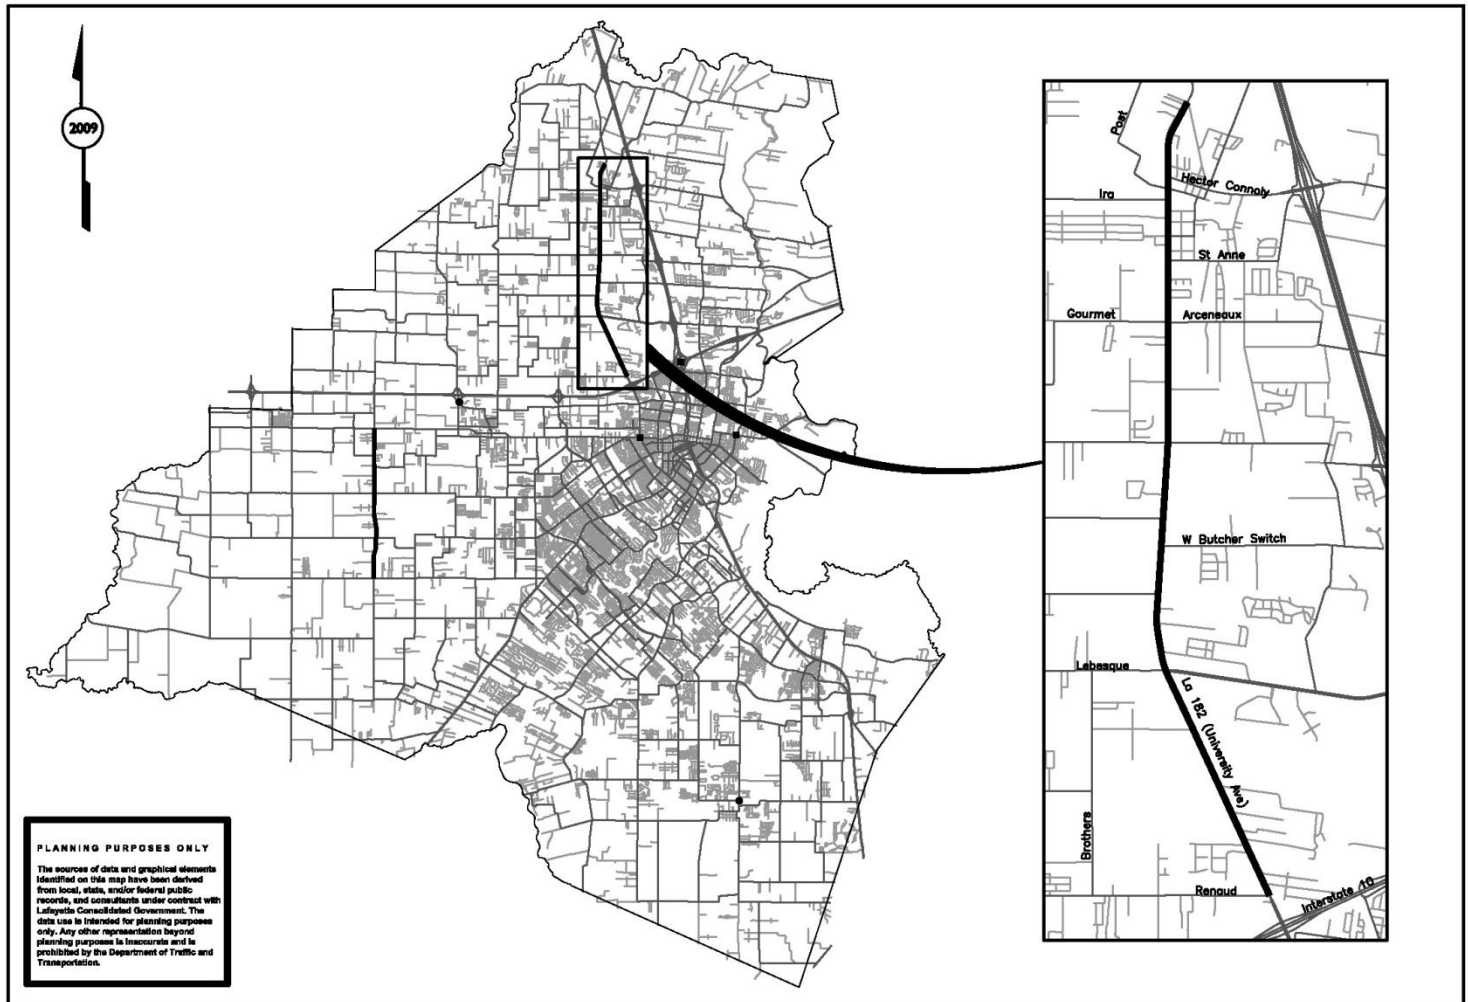 2009
PLANNING PURPOSES ONLY
The sources of data and graphical elements
identified on this map have been derived
from local, state, and/or federal public
records, and consultants under contract with
Lafayette Consolidated Government. The
data use is intended for planning purposes
only. Any other representation beyond
planning purposes is inaccurate and is
prohibited by the Department of Traffic and
Transportation.
Post
Hector Connoly
Ira
St Anne
Gourmet
Arceneaux
W Butcher Switch
Lebesque
La 182 (University Ave)
Brothers
Renaud
Interstate 10